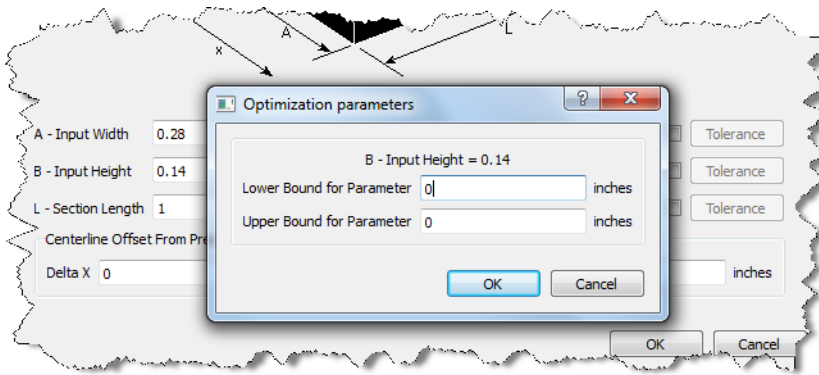 A
L
x
Optimization parameters
?
A - Input Width 0.28 Tolerance
B - Input Height = 0.14
B - Input Height 0.14 Tolerance
Lower Bound for Parameter 0 inches
L - Section Length 1 Tolerance
Upper Bound for Parameter 0 inches
Centerline Offset From Pre
Delta X 0 inches
OK Cancel
OK Cancel